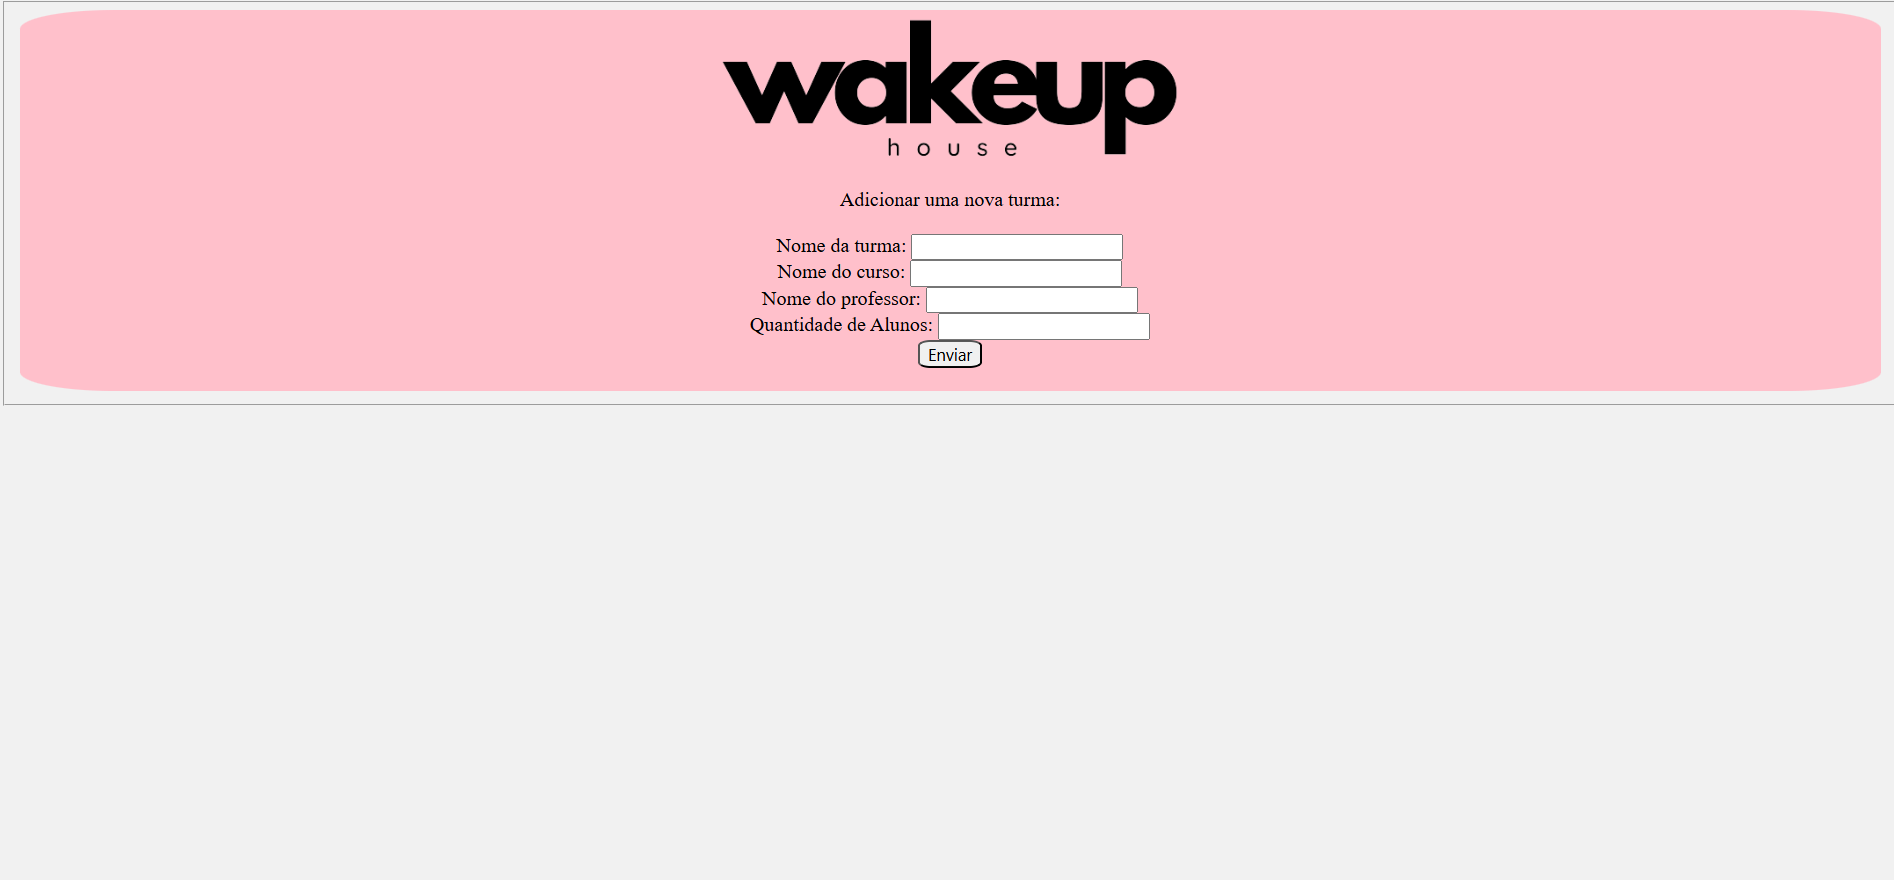 wakeup
house
Adicionar uma nova turma:
Nome da turma:
Nome do curso:
Nome do professor:
Quantidade de Alunos:
Enviar